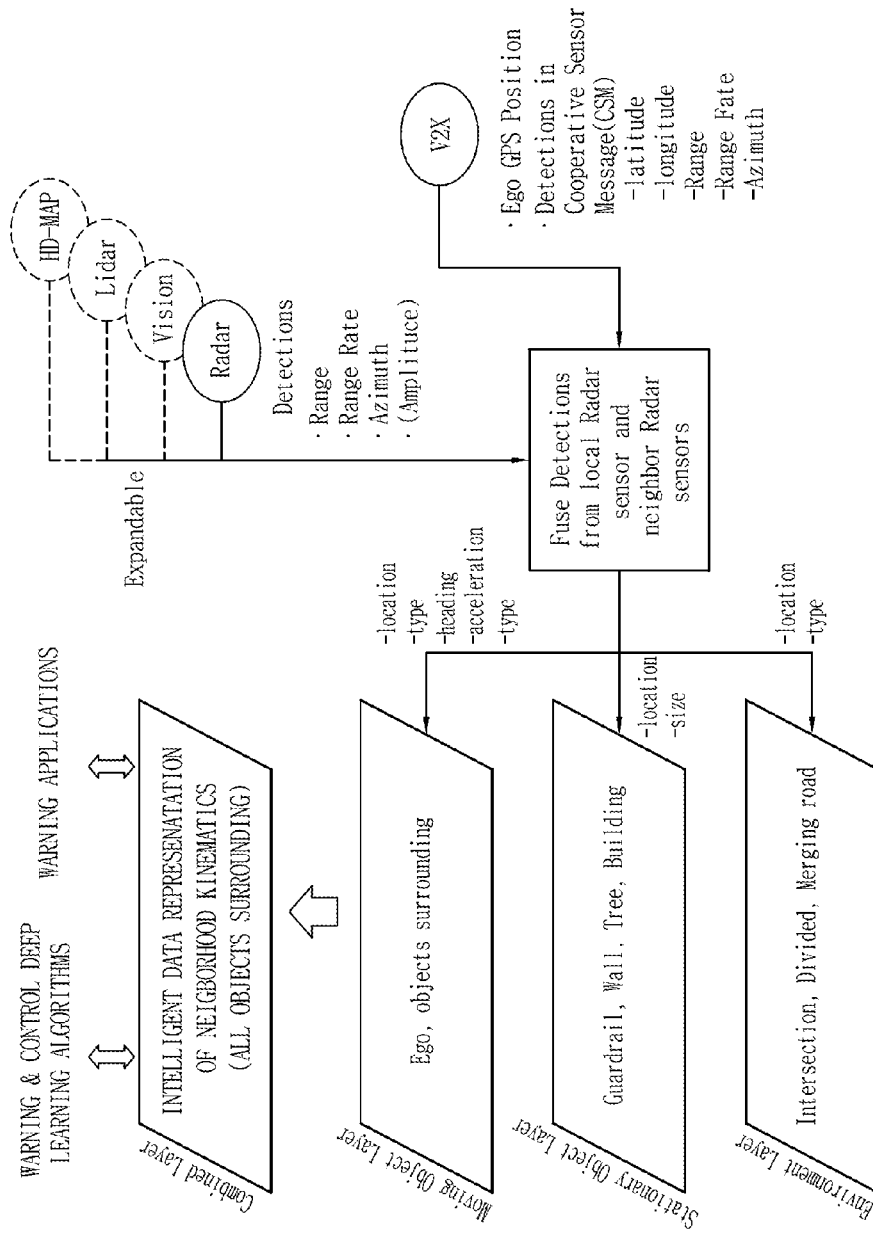 WARNING & CONTROL DEEP
LEARNING ALGORITHMS
WARNING APPLICATIONS
INTELLIGENT DATA REPRESENATATION
OF NEIGBORHOOD KINEMATICS
(ALL OBJECTS SURROUNDING)
Combined Layer
Ego, objects surrounding
Moving Object Layer
Guardrail, Wall, Tree, Building
Stationary Object Layer
Intersection, Divided, Merging road
Environment Layer
-location
-type
-heading
-acceleration
-type
-location
-size
-location
-type
Expandable
HD-MAP
Lidar
Vision
Radar
Detections
· Range
· Range Rate
· Azimuth
· (Amplituce)
Fuse Detections
from local Radar
sensor and
neighbor Radar
sensors
V2X
· Ego GPS Position
· Detections in
Cooperative Sensor
Message(CSM)
-latitude
-longitude
-Range
-Range Fate
-Azimuth